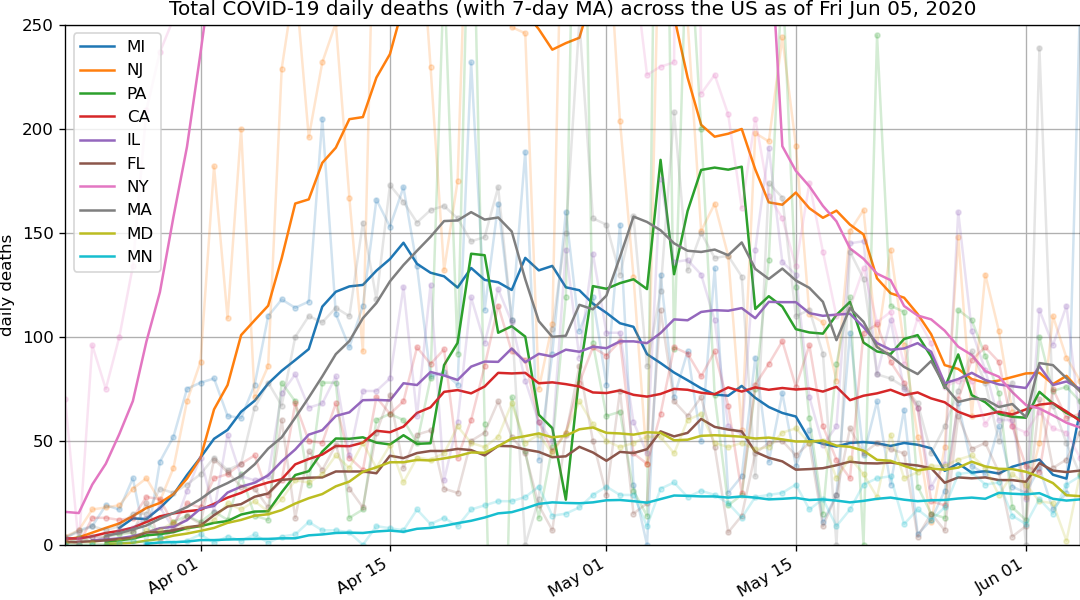 Total COVID-19 daily deaths (with 7-day MA) across the US as of Fri Jun 05, 2020
daily deaths
250
200
150
100
50
0
MI
NJ
PA
CA
IL
FL
NY
MA
MD
MN
Apr 01
Apr 15
May 01
May 15
Jun 01